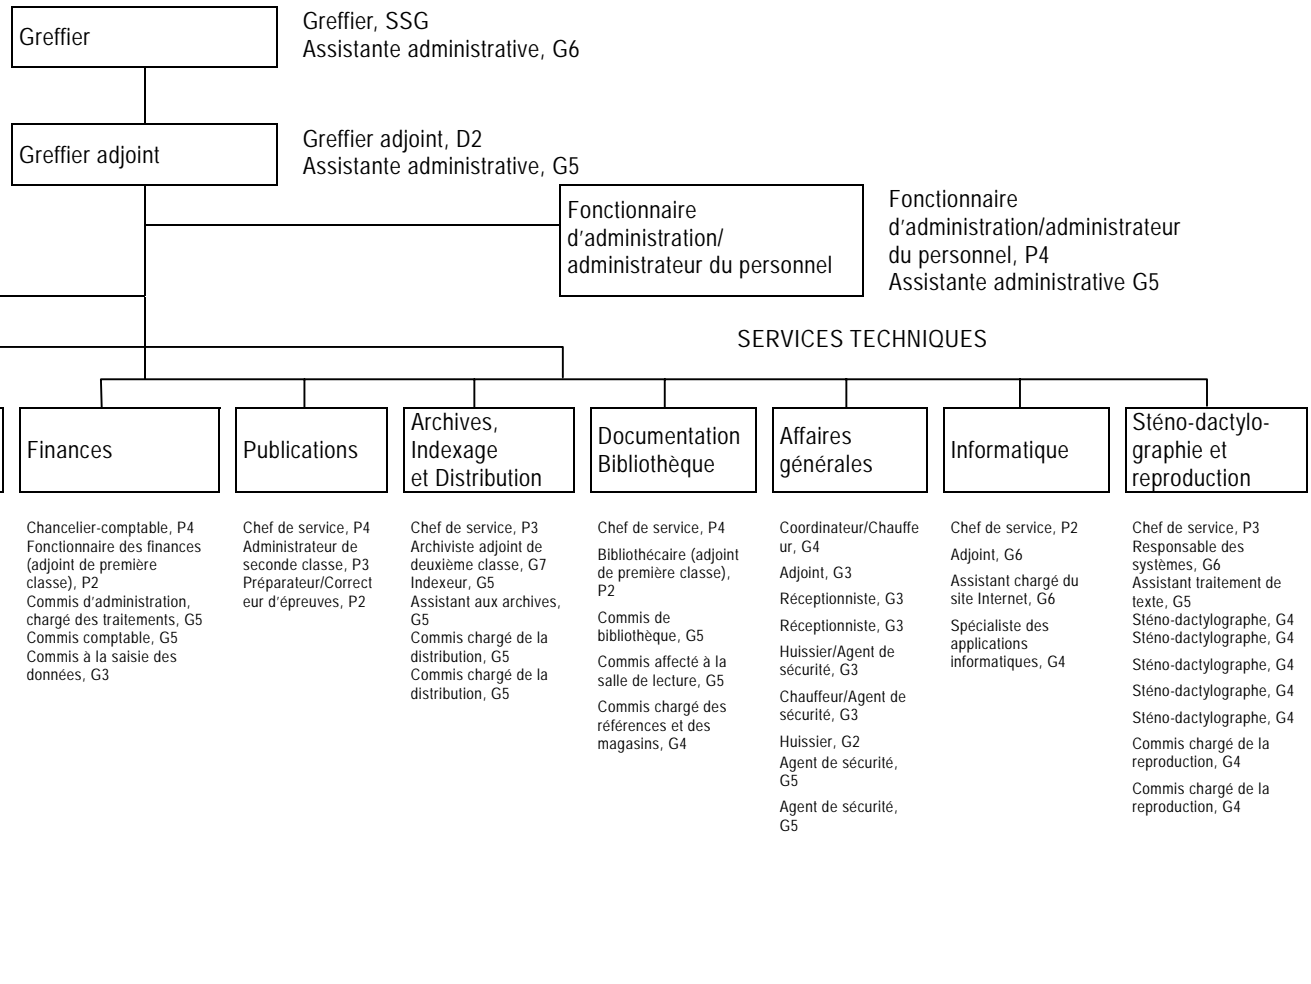 Greffier
Greffier, SSG
Assistante administrative, G6
Greffier adjoint
Greffier adjoint, D2
Assistante administrative, G5
Fonctionnaire
d'administration/
administrateur du personnel
Fonctionnaire
d'administration/administrateur
du personnel, P4
Assistante administrative G5
SERVICES TECHNIQUES
Finances
Publications
Archives,
Indexage
et Distribution
Documentation
Bibliothèque
Affaires
générales
Informatique
Sténo-dactylo-
graphie et
reproduction
Chancelier-comptable, P4
Fonctionnaire des finances
(adjoint de première
classe), P2
Commis d'administration,
chargé des traitements, G5
Commis comptable, G5
Commis à la saisie des
données, G3
Chef de service, P4
Administrateur de
seconde classe, P3
Préparateur/Correct
eur d'épreuves, P2
Chef de service, P3
Archiviste adjoint de
deuxième classe, G7
Indexeur, G5
Assistant aux archives,
G5
Commis chargé de la
distribution, G5
Commis chargé de la
distribution, G5
Chef de service, P4
Bibliothécaire (adjoint
de première classe),
P2
Commis de
bibliothèque, G5
Commis affecté à la
salle de lecture, G5
Commis chargé des
références et des
magasins, G4
Coordinateur/Chauffe
ur, G4
Adjoint, G3
Réceptionniste, G3
Réceptionniste, G3
Huissier/Agent de
sécurité, G3
Chauffeur/Agent de
sécurité, G3
Huissier, G2
Agent de sécurité,
G5
Agent de sécurité,
G5
Chef de service, P2
Adjoint, G6
Assistant chargé du
site Internet, G6
Spécialiste des
applications
informatiques, G4
Chef de service, P3
Responsable des
systèmes, G6
Assistant traitement de
texte, G5
Sténo-dactylographe, G4
Sténo-dactylographe, G4
Sténo-dactylographe, G4
Sténo-dactylographe, G4
Sténo-dactylographe, G4
Commis chargé de la
reproduction, G4
Commis chargé de la
reproduction, G4